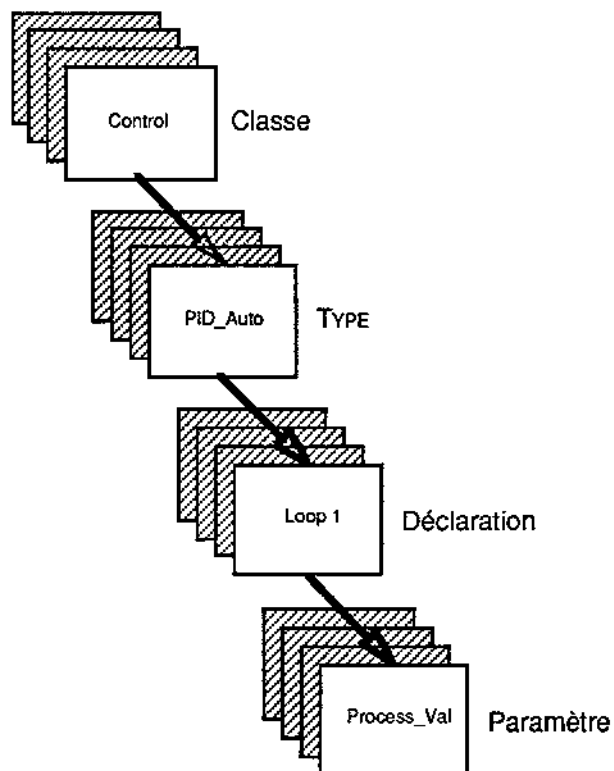 Control
Classe
PID_Auto
TYPE
Loop 1
Déclaration
Process_Val
Paramètre